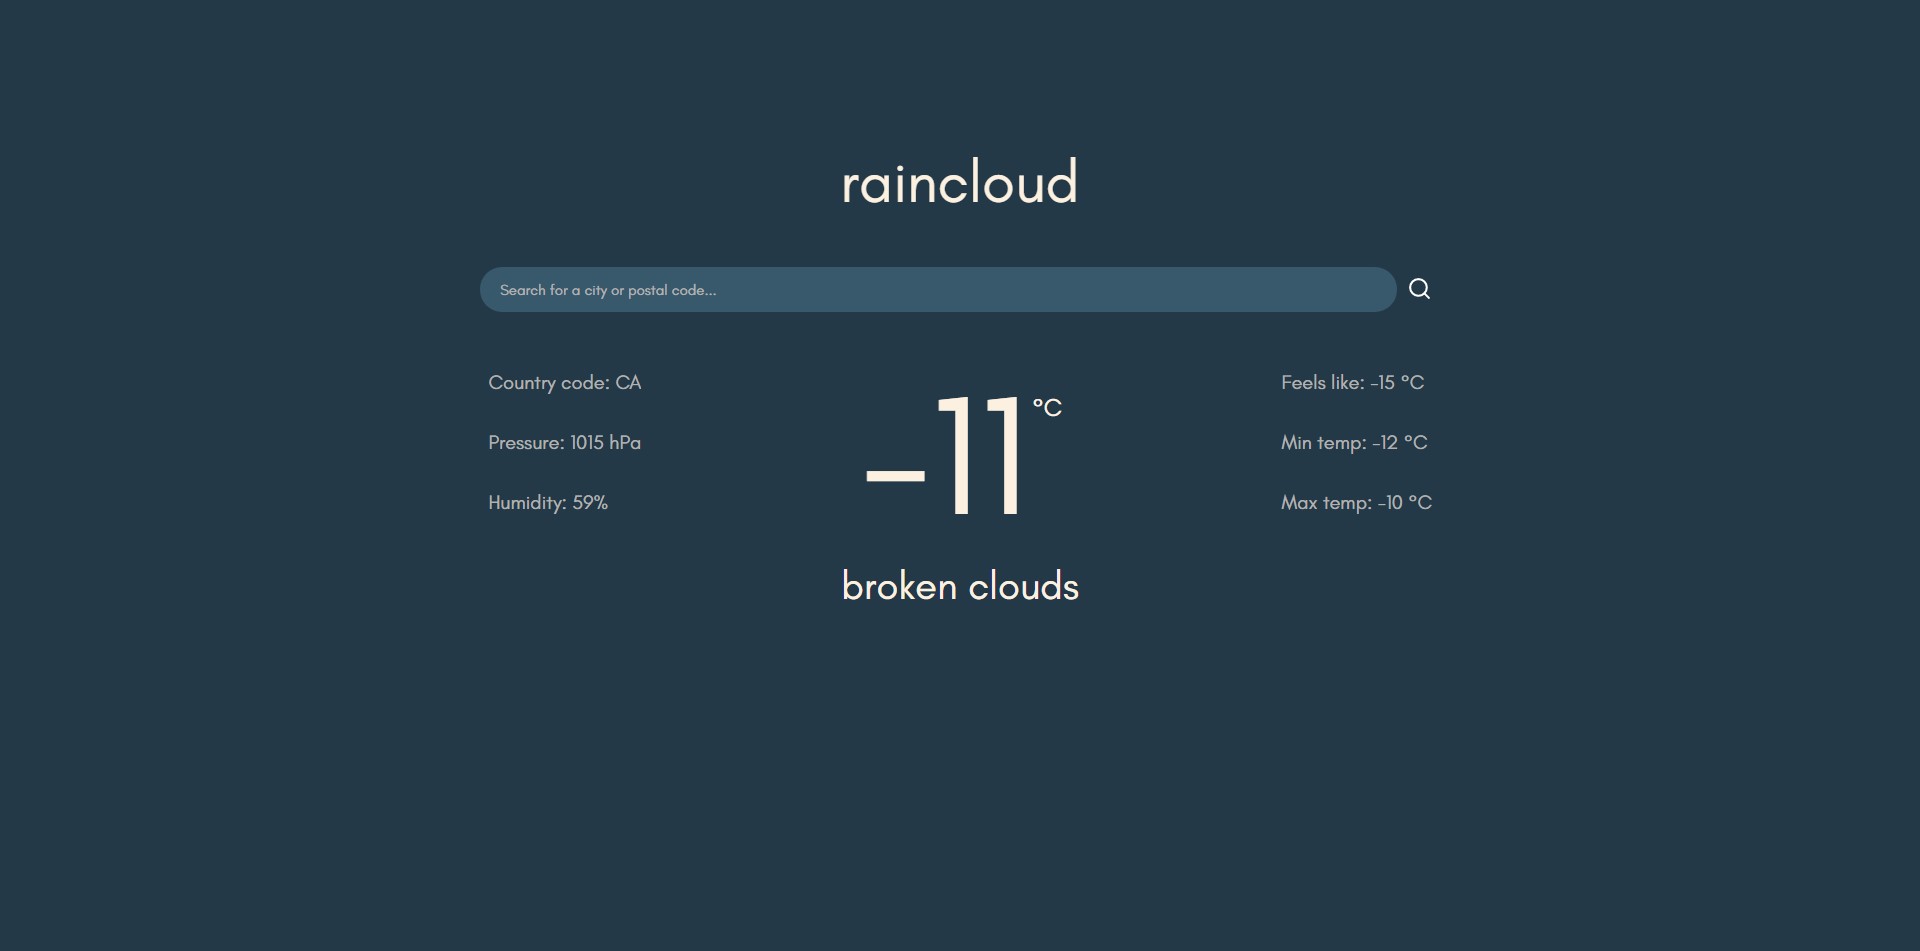 raincloud
Search for a city or postal code...
Country code: CA
Pressure: 1015 hPa
Humidity: 59%
-11 °C
broken clouds
Feels like: -15 °C
Min temp: -12 °C
Max temp: -10 °C